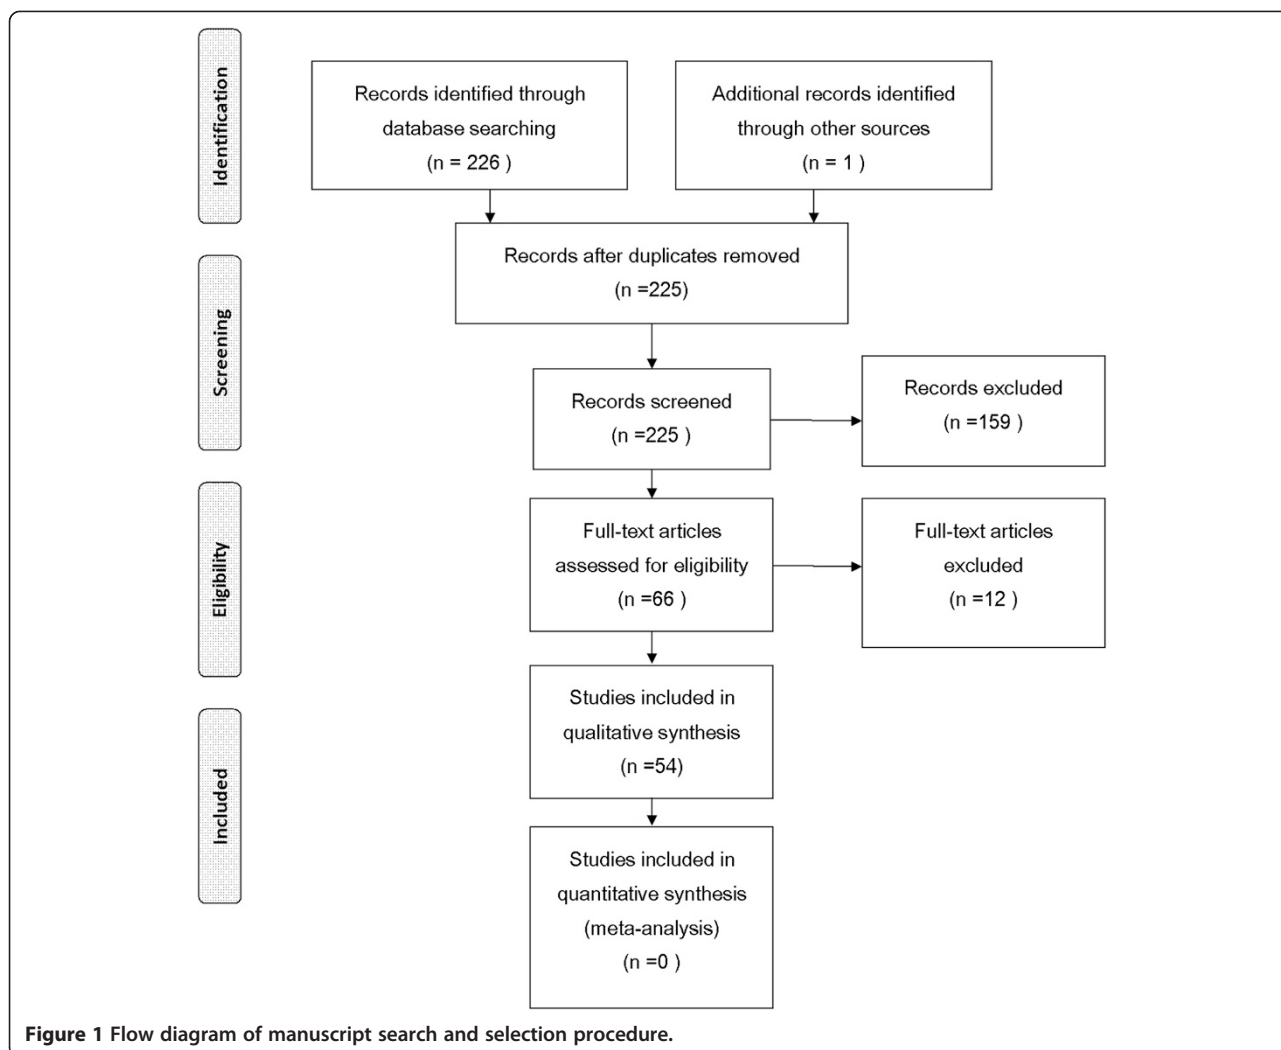 Identification
Records identified through
database searching
(n = 226 )
Additional records identified
through other sources
(n = 1 )
Records after duplicates removed
(n =225)
Screening
Records screened
(n =225 )
Records excluded
(n =159 )
Eligibility
Full-text articles
assessed for eligibility
(n =66 )
Full-text articles
excluded
(n =12 )
Included
Studies included in
qualitative synthesis
(n =54)
Studies included in
quantitative synthesis
(meta-analysis)
(n =0 )
Figure 1 Flow diagram of manuscript search and selection procedure.